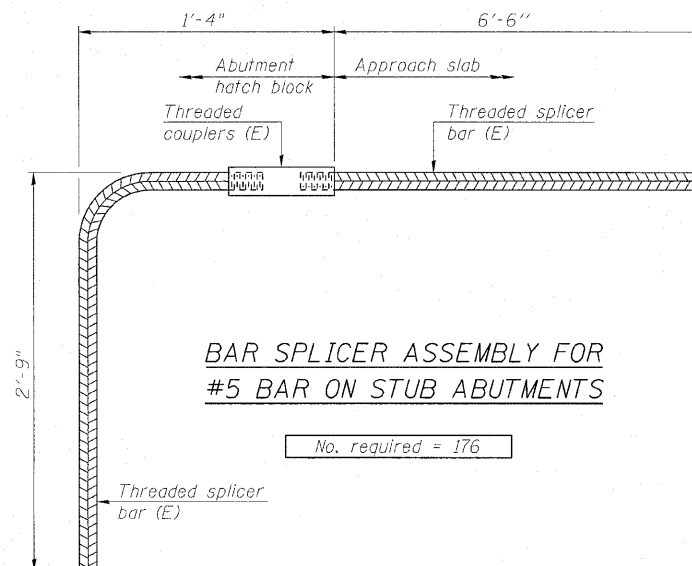 1'-4"
6'-6"
Abutment
hatch block
Approach slab
Threaded
couplers (E)
Threaded splicer
bar (E)
2'-9"
BAR SPLICER ASSEMBLY FOR
#5 BAR ON STUB ABUTMENTS
No. required = 176
Threaded splicer
bar (E)